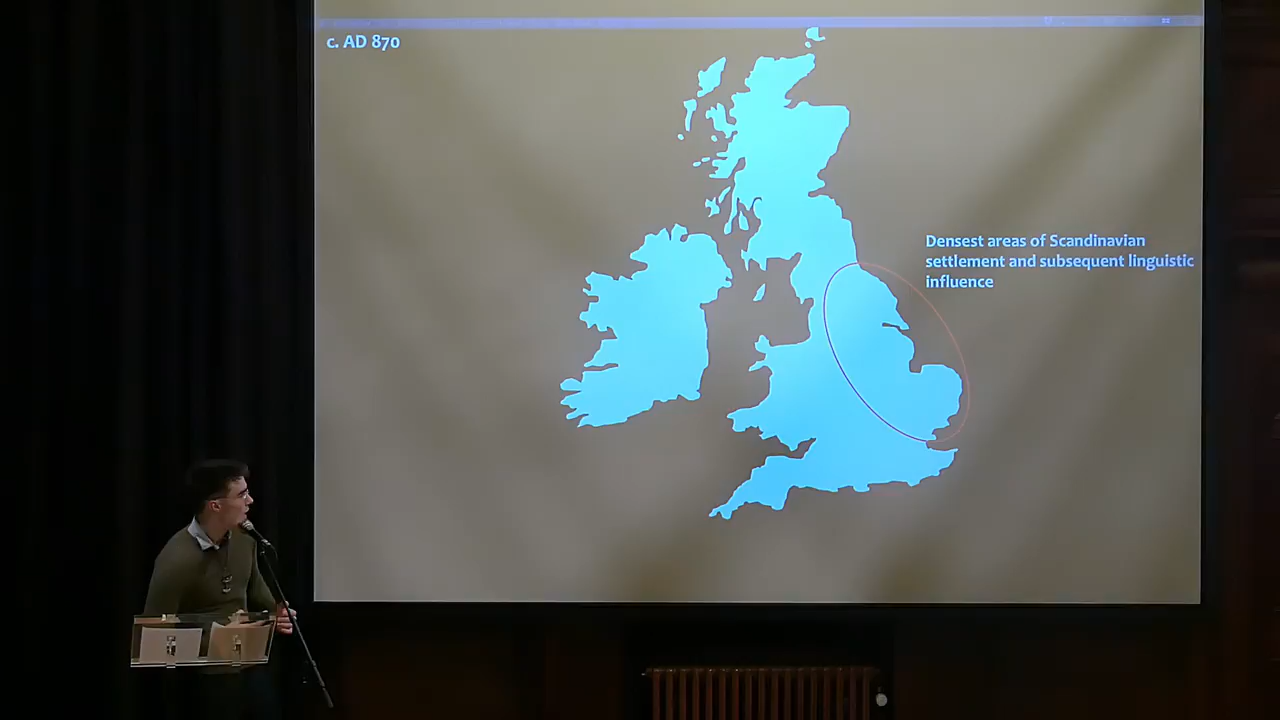 c. AD 870
Densest areas of Scandinavian
settlement and subsequent linguistic
influence